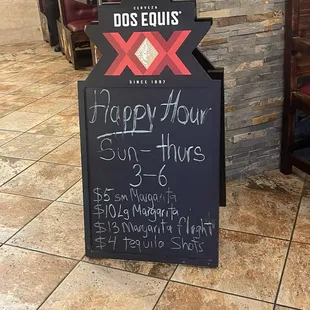 CERVEZA
DOS EQUIS
XX
SINCE 1897
Happy Hour
Sun-thurs
3-6
$5 sm Margarita
$10 Lg Margarita
$13 Margarita flight
$4 tequila Shots